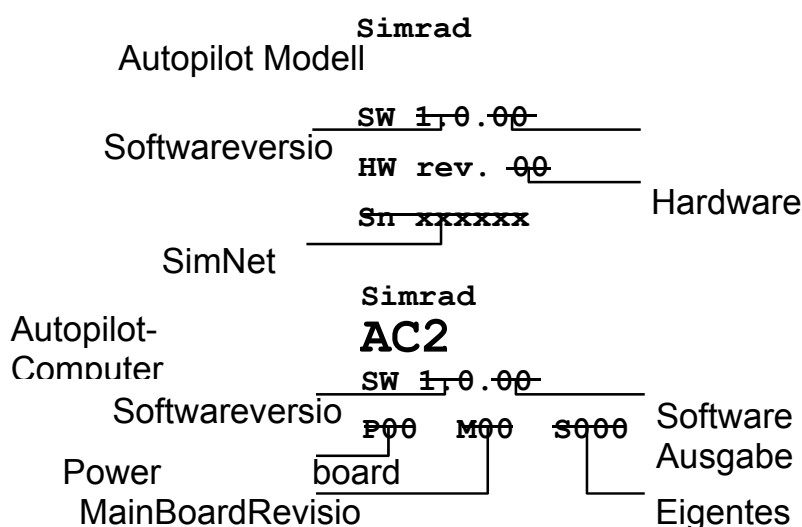 Simrad
Autopilot Modell
SW 1.0.00
Softwareversio
HW rev. 00
Hardware
Sn xxxxxx
SimNet
Simrad
Autopilot-
AC2
Computer
SW 1.0.00
Softwareversio
Software
P00 M00 S000
Ausgabe
Power board
MainBoardRevisio
Eigentes